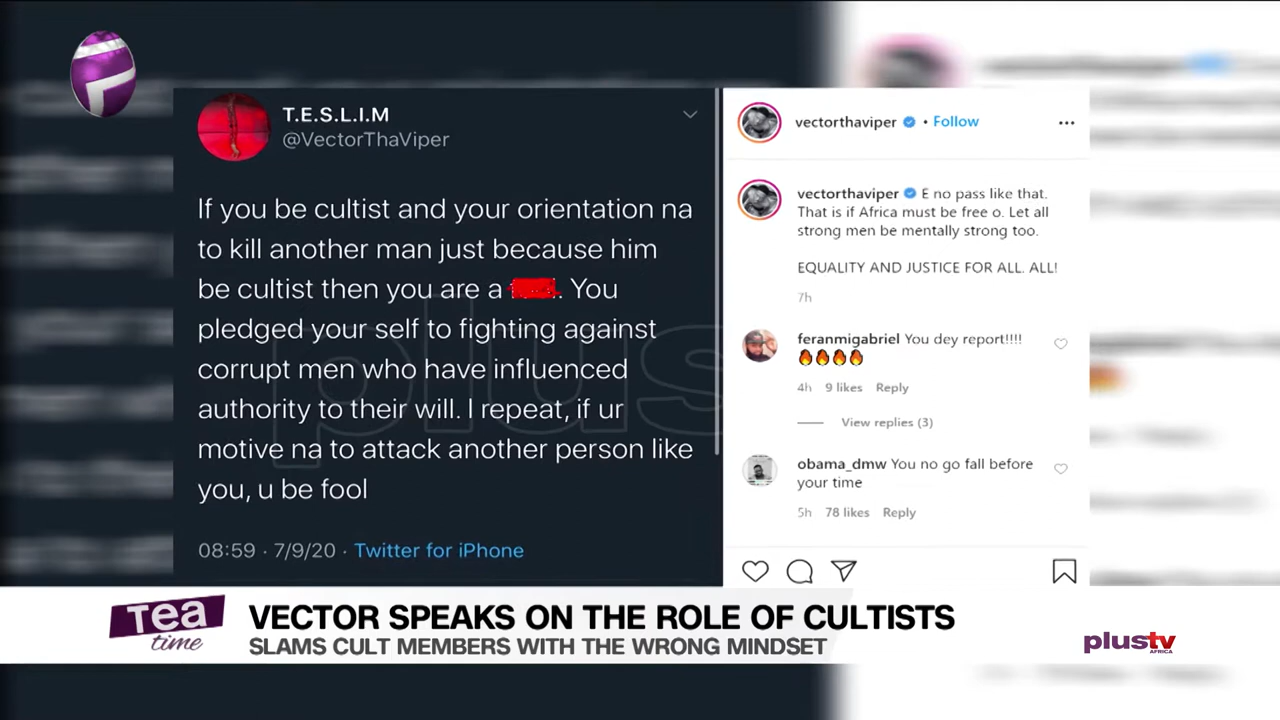 T.E.S.L.I.M
@VectorThaViper
If you be cultist and your orientation na
to kill another man just because him
be cultist then you are a
. You
pledged your self to fighting against
corrupt men who have influenced
authority to their will. I repeat, if ur
motive na to attack another person like
you, u be fool
08:59 · 7/9/20 · Twitter for iPhone
vectorthaviper • Follow
vectorthaviper E no pass like that.
That is if Africa must be free o. Let all
strong men be mentally strong too.
EQUALITY AND JUSTICE FOR ALL. ALL!
7h
feranmigabriel You dey report!!!!
🔥🔥🔥🔥
4h 9 likes Reply
View replies (3)
obama_dmw You no go fall before
your time
5h 78 likes Reply
plus
Tea
time
VECTOR SPEAKS ON THE ROLE OF CULTISTS
SLAMS CULT MEMBERS WITH THE WRONG MINDSET
plustv
AFRICA